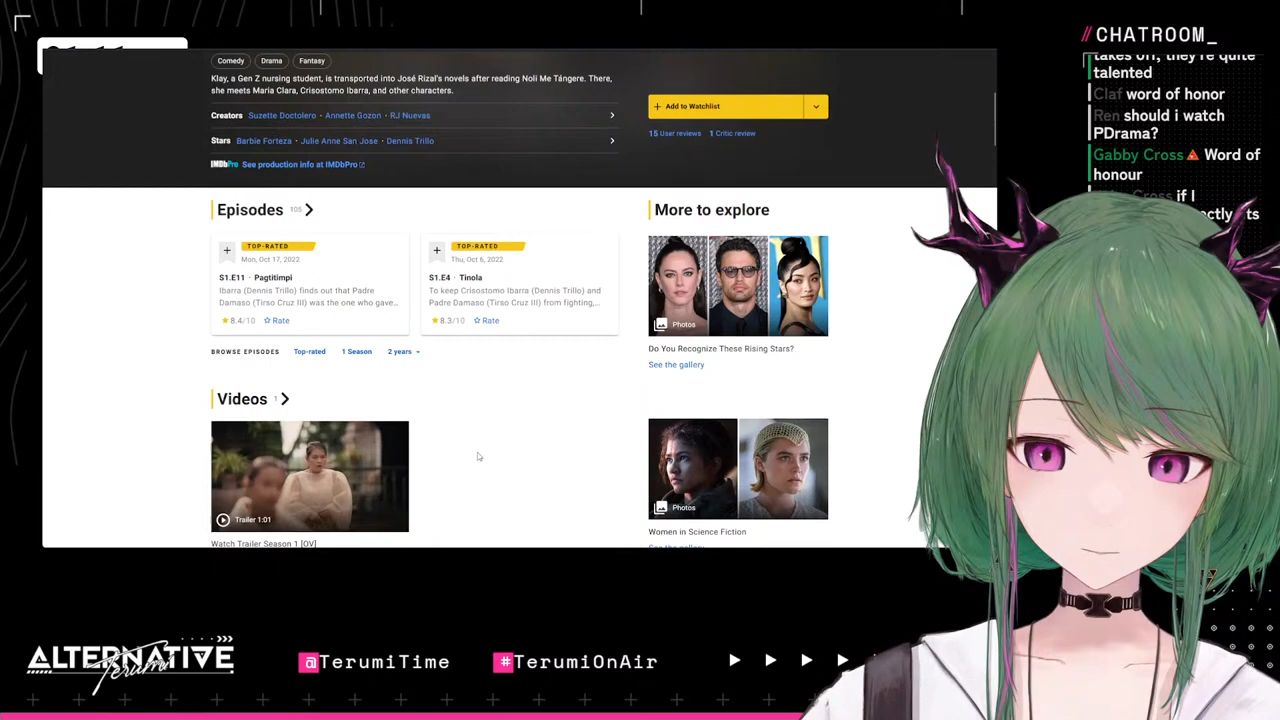 //CHATROOM_
takes off, they're quite
talented
Claf word of honor
Ren should i watch
PDrama?
Gabby Cross Word of
honour
Cross if I
Comedy
Drama
Fantasy
Klay, a Gen Z nursing student, is transported into José Rizal's novels after reading Noli Me Tángere. There,
she meets Maria Clara, Crisostomo Ibarra, and other characters.
Creators Suzette Doctolero · Annette Gozon · RJ Nuevas
Stars Barbie Forteza · Julie Anne San Jose · Dennis Trillo
IMDbPro See production info at IMDbPro
+ Add to Watchlist
15 User reviews 1 Critic review
Episodes 105
TOP-RATED
Mon, Oct 17, 2022
S1.E11 · Pagtitimpi
Ibarra (Dennis Trillo) finds out that Padre
Damaso (Tirso Cruz III) was the one who gave...
8.4/10 Rate
TOP-RATED
Thu, Oct 6, 2022
S1.E4 · Tinola
To keep Crisostomo Ibarra (Dennis Trillo) and
Padre Damaso (Tirso Cruz III) from fighting,...
8.3/10 Rate
BROWSE EPISODES Top-rated 1 Season 2 years
Videos 1
Trailer 1:01
Watch Trailer Season 1 [OV]
More to explore
Photos
Do You Recognize These Rising Stars?
See the gallery
Photos
Women in Science Fiction
See the gallery
ALTERNATIVE
Terumi
@TerumiTime
#TerumiOnAir